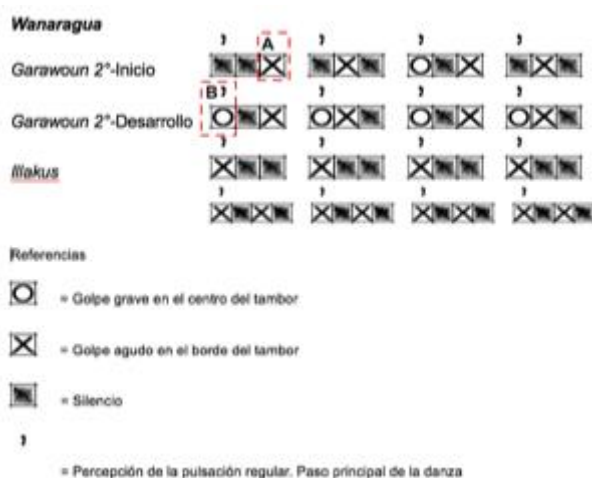 Wanaragua
A
Garawoun 2°-Inicio
B
Garawoun 2°-Desarrollo
Illakus
Referencias
= Golpe grave en el centro del tambor
= Golpe agudo en el borde del tambor
= Silencio
= Percepción de la pulsación regular. Paso principal de la danza